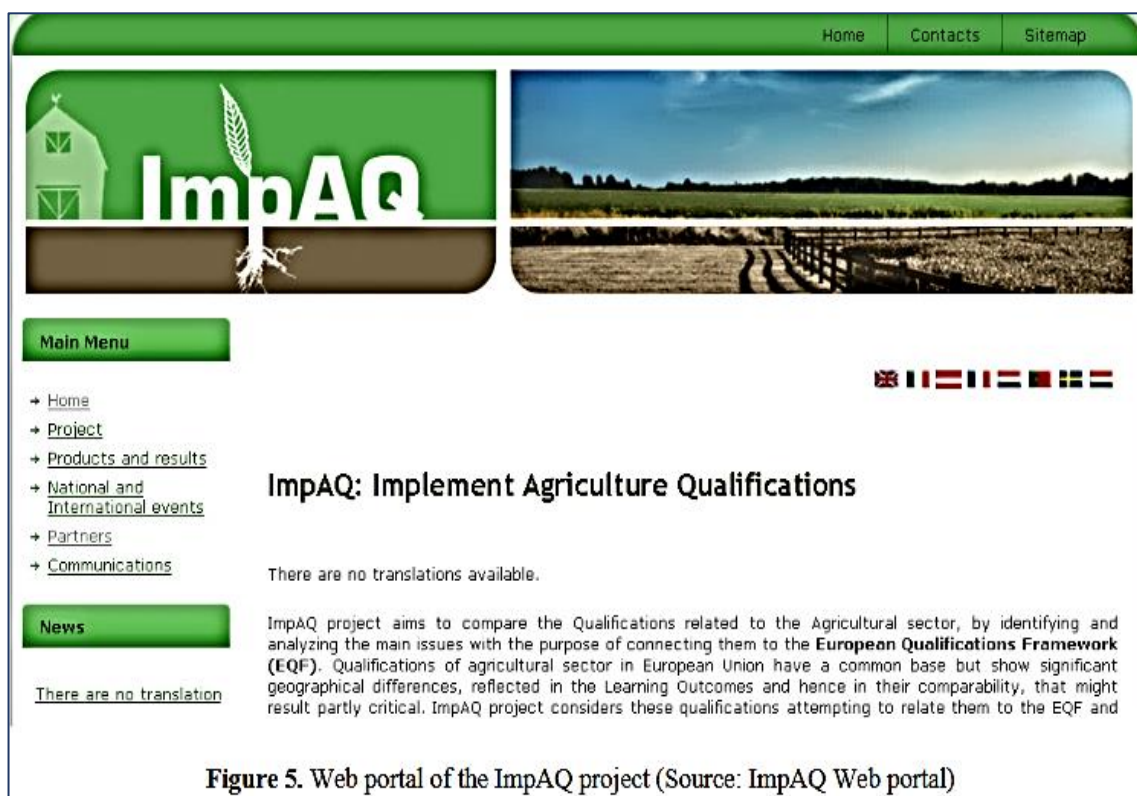 Home Contacts Sitemap
ImpAQ
Main Menu
Home
Project
Products and results
National and
International events
Partners
Communications
News
There are no translation
ImpAQ: Implement Agriculture Qualifications
There are no translations available.
ImpAQ project aims to compare the Qualifications related to the Agricultural sector, by identifying and
analyzing the main issues with the purpose of connecting them to the European Qualifications Framework
(EQF). Qualifications of agricultural sector in European Union have a common base but show significant
geographical differences, reflected in the Learning Outcomes and hence in their comparability, that might
result partly critical. ImpAQ project considers these qualifications attempting to relate them to the EQF and
Figure 5. Web portal of the ImpAQ project (Source: ImpAQ Web portal)